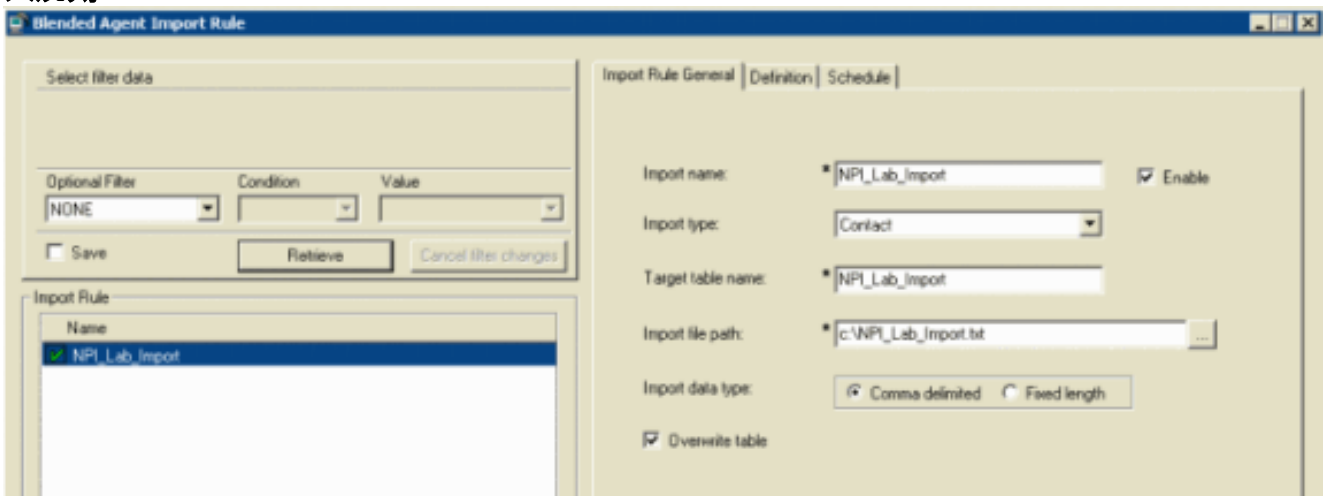 Blended Agent Import Rule
Select filter data
Optional Filter
Condition
Value
NONE
Save
Retrieve
Cancel filter changes
Import Rule
Name
NPI_Lab_Import
Import Rule General
Definition
Schedule
Import name:
* NPI_Lab_Import
Enable
Import type:
Contact
Target table name:
* NPI_Lab_Import
Import file path:
* c:\NPI_Lab_Import.txt
...
Import data type:
Comma delimited
Fixed length
Overwrite table